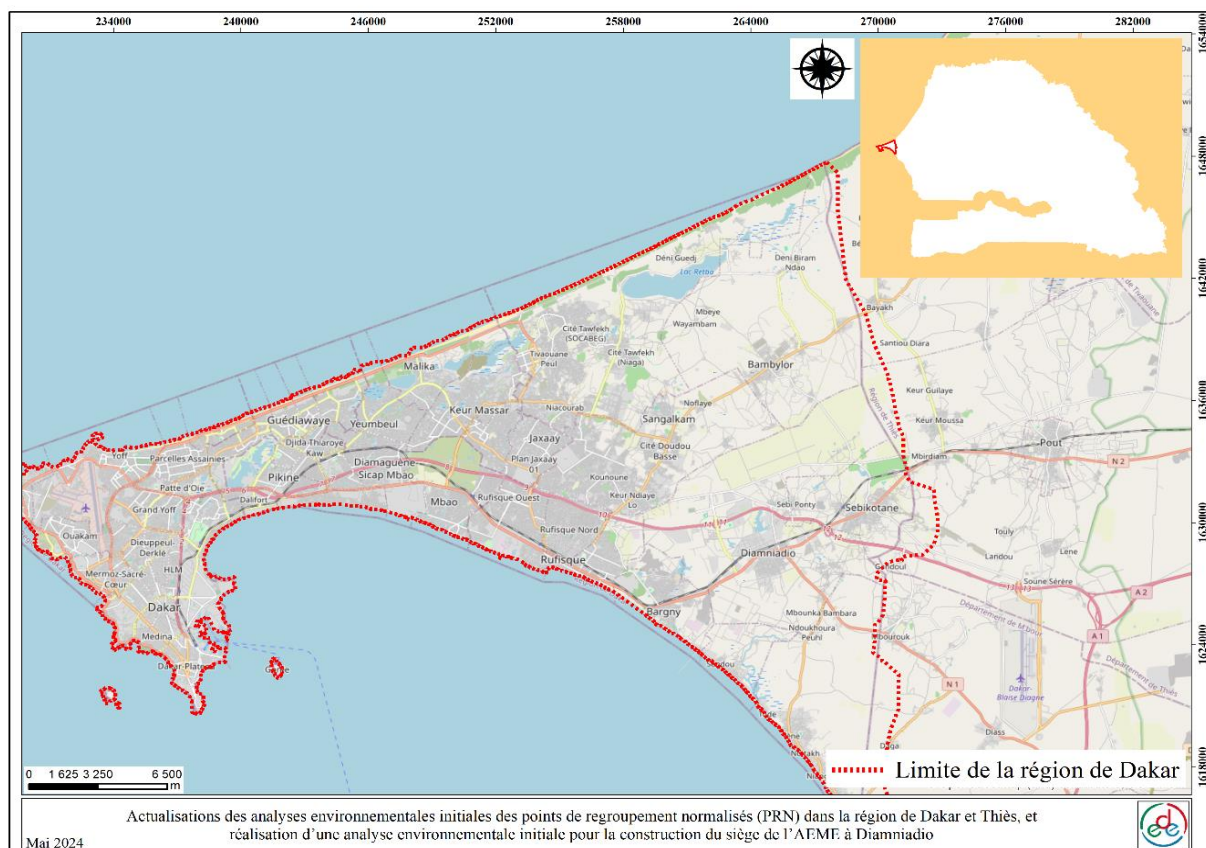 234000 240000 246000 252000 258000 264000 270000 276000 282000
1654000
1648000
1642000
1636000
1630000
1624000
1618000
Déni Guedj
Deni Biram
Ndao
Lac Retba
Bayakh
Mbeye
Wayambam
Cité Tawfekh
(SOCABEG)
Santiou Diara
Tivaouane
Peul
Cité Tawfekh
(Niaga)
Bambylor
Malika
Keur Guilaye
Région de Thiès
Noflaye
Keur Massar
Niacourab
Guédiawaye
Yeumbeul
Sangalkam
Keur Moussa
Djida-Thiaroye
Kaw
Jaxaay
Cité Doudou
Basse
Pout
Yoff
Parcelles Assainies
Mbirdiam
N 2
Plan Jaxaay
01
Diamaguène-
Sicap Mbao
Pikine
Kounoune
Patte d'Oie
Dalifort
Mbao
Rufisque Ouest
Keur Ndiaye
Lo
Sebi Ponty
Sébikotane
Grand Yoff
Rufisque Nord
Touly
Ouakam
Dieuppeul-
Derklé
Rufisque
Diamniadio
Landou
Lene
HLM
Soune Sérère
Mermoz-Sacré-
Cœur
A 2
Dakar
Bargny
Mbounka Bambara
Département de M'bour
A 1
Medina
Ndoukhoura
Peuhl
Département de Thiès
N 1
Dakar-
Blaise Diagne
Diass
0 1 625 3 250 6 500
m
Limite de la région de Dakar
Actualisations des analyses environnementales initiales des points de regroupement normalisés (PRN) dans la région de Dakar et Thiès, et
réalisation d'une analyse environnementale initiale pour la construction du siège de l'AEME à Diamniadio
Mai 2024
ede